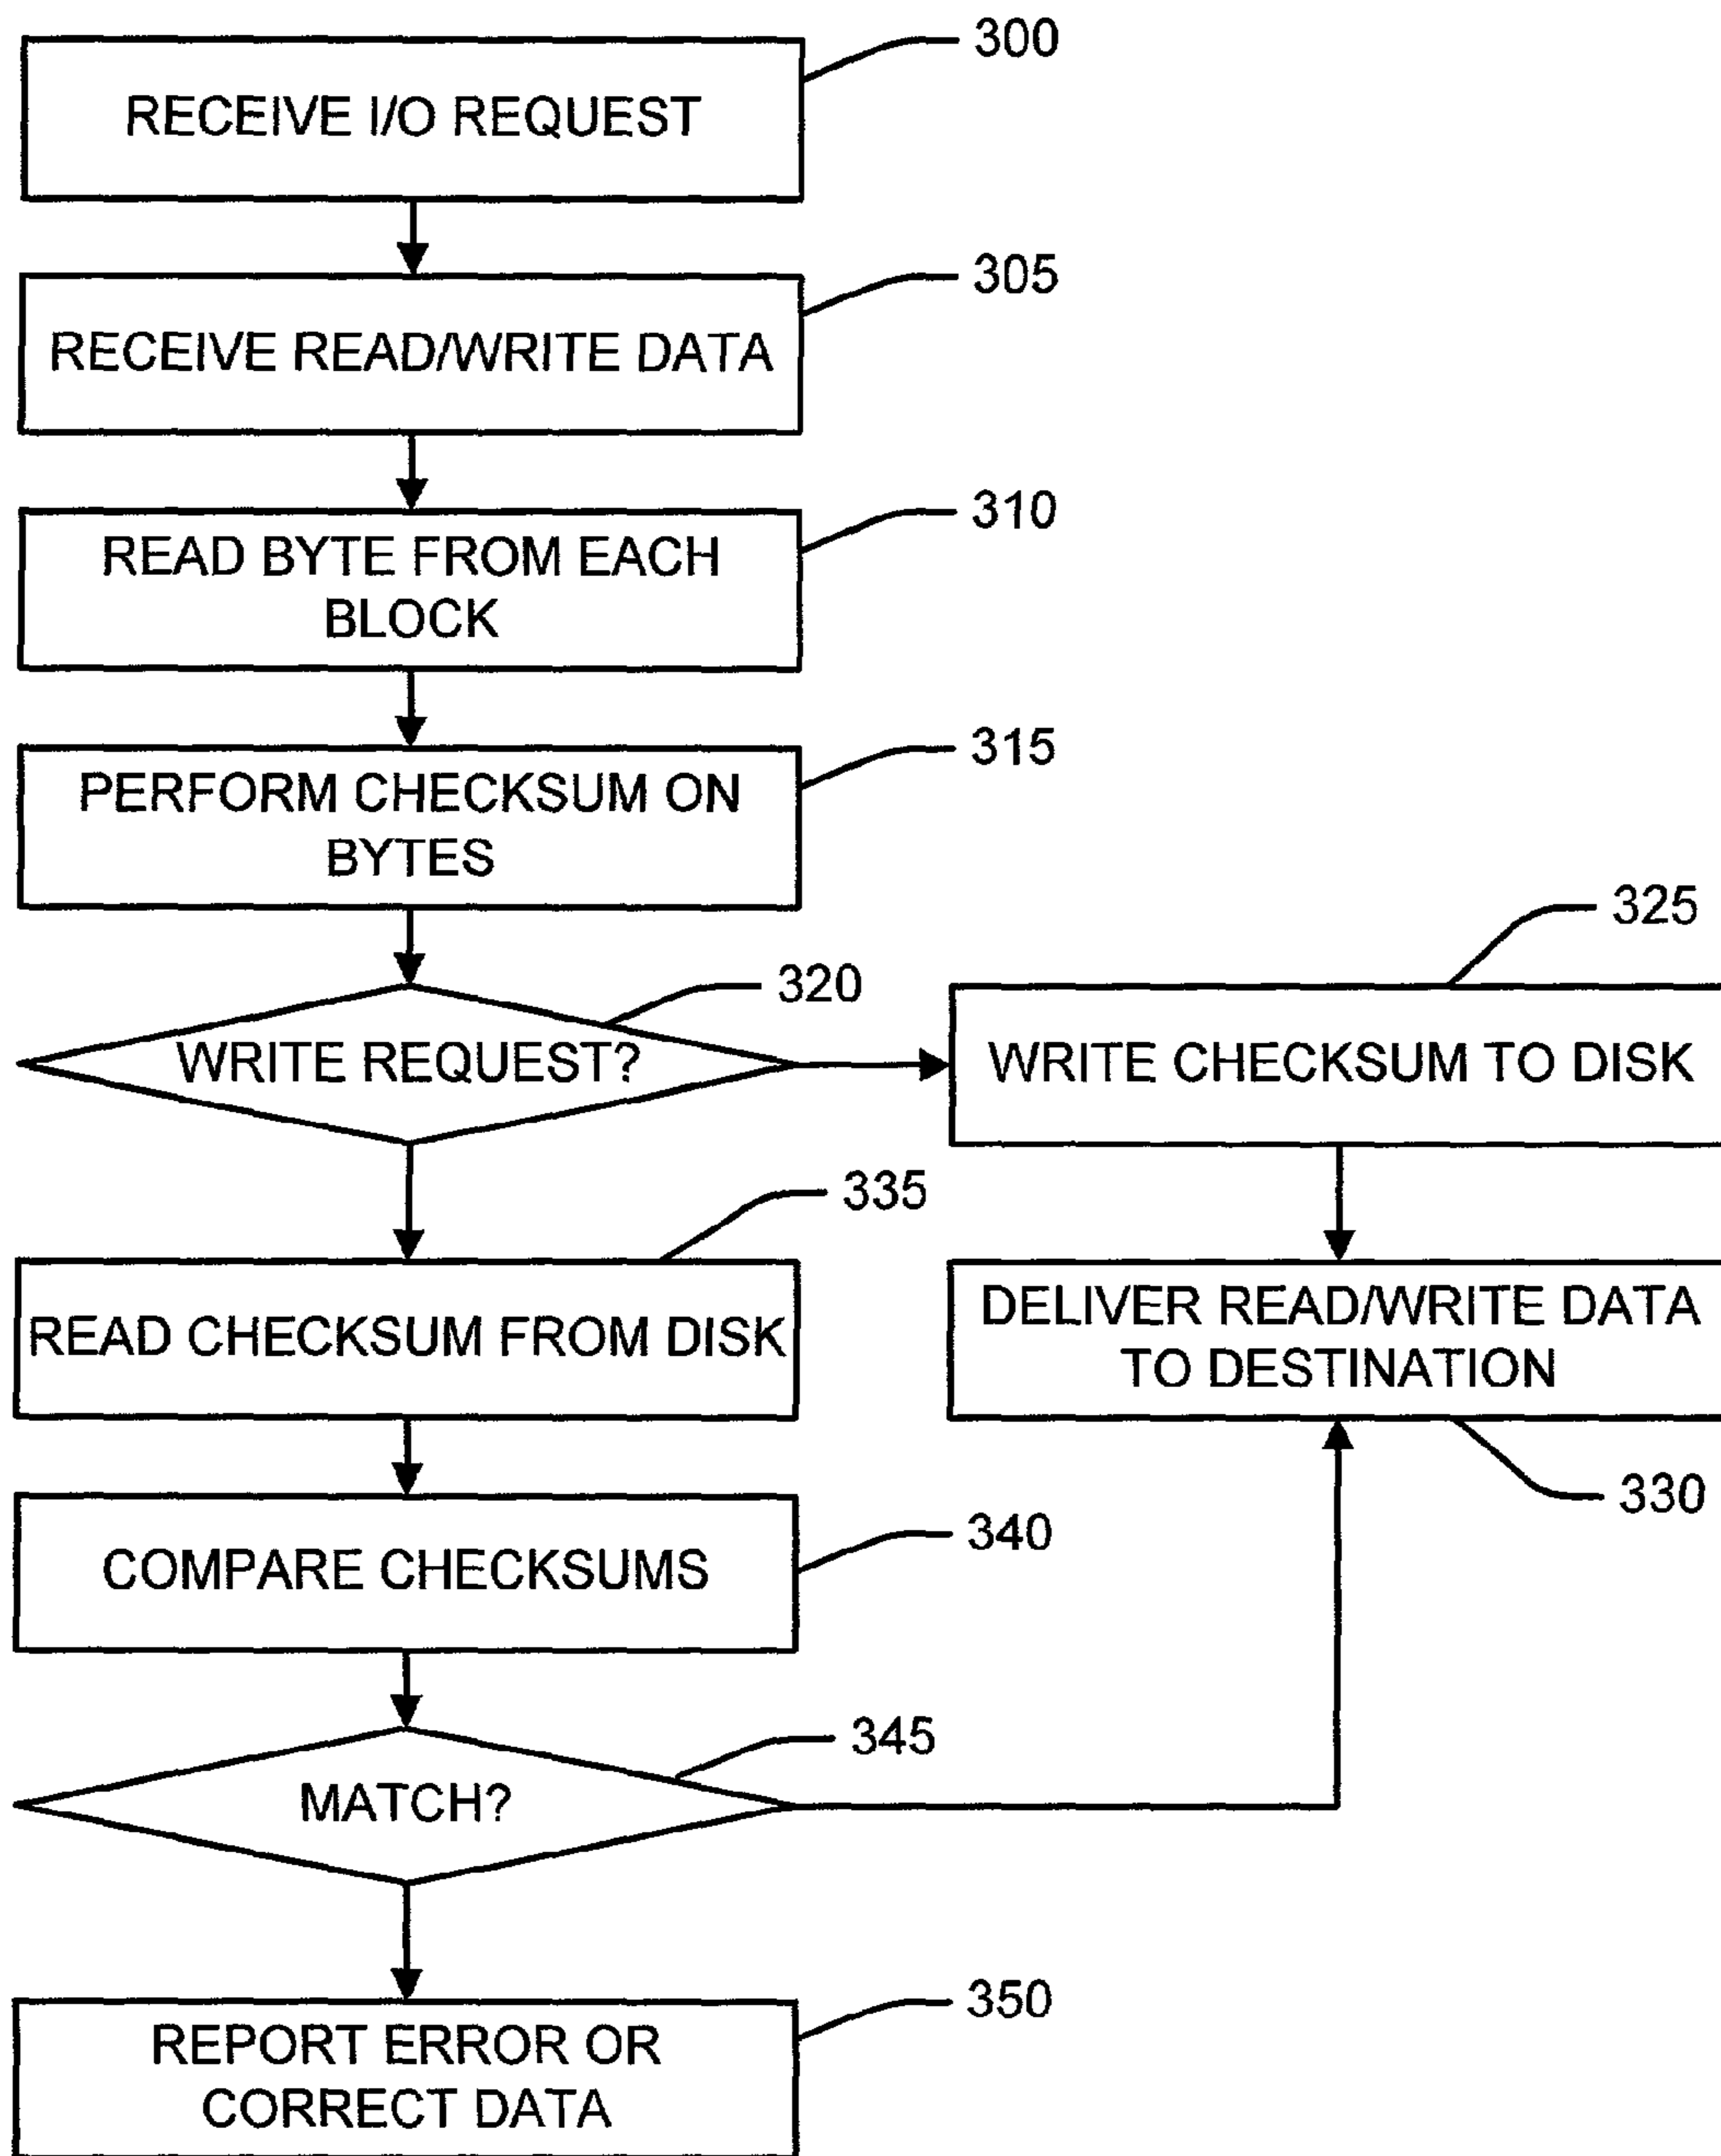 300
RECEIVE I/O REQUEST
305
RECEIVE READ/WRITE DATA
310
READ BYTE FROM EACH
BLOCK
315
PERFORM CHECKSUM ON
BYTES
320
WRITE REQUEST?
325
WRITE CHECKSUM TO DISK
335
READ CHECKSUM FROM DISK
DELIVER READ/WRITE DATA
TO DESTINATION
330
340
COMPARE CHECKSUMS
345
MATCH?
350
REPORT ERROR OR
CORRECT DATA